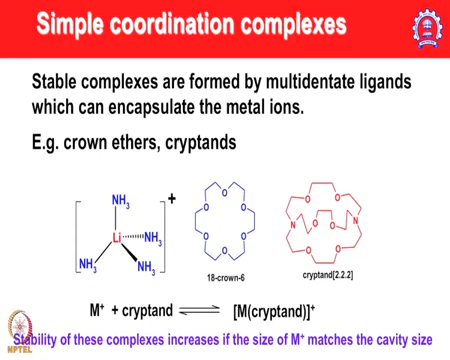 Simple coordination complexes
Stable complexes are formed by multidentate ligands
which can encapsulate the metal ions.
E.g. crown ethers, cryptands
NH3
+
Li
NH3
NH3
NH3
O
O
O
O
O
O
18-crown-6
O
O
N
O
O
N
O
O
cryptand[2.2.2]
M+ + cryptand ⇌ [M(cryptand)]+
Stability of these complexes increases if the size of M+ matches the cavity size
NPTEL